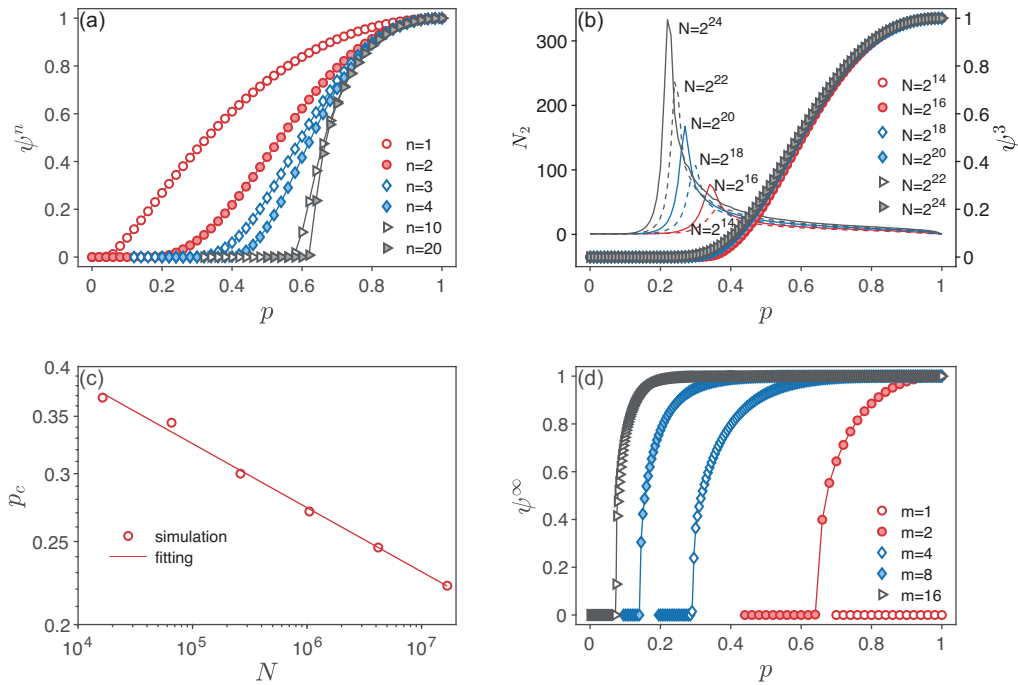 (a)
1
0.8
0.6
0.4
0.2
0
ψⁿ
n=1
n=2
n=3
n=4
n=10
n=20
0 0.2 0.4 0.6 0.8 1
p
(b)
300
200
100
0
N₂
N=2²⁴
N=2²²
N=2²⁰
N=2¹⁸
N=2¹⁶
N=2¹⁴
N=2¹⁴
N=2¹⁶
N=2¹⁸
N=2²⁰
N=2²²
N=2²⁴
1
0.8
0.6
0.4
0.2
0
ψ³
0 0.2 0.4 0.6 0.8 1
p
(c)
0.4
0.35
0.3
0.25
0.2
p_c
simulation
fitting
10⁴ 10⁵ 10⁶ 10⁷
N
(d)
1
0.8
0.6
0.4
0.2
0
ψ^∞
m=1
m=2
m=4
m=8
m=16
0 0.2 0.4 0.6 0.8 1
p